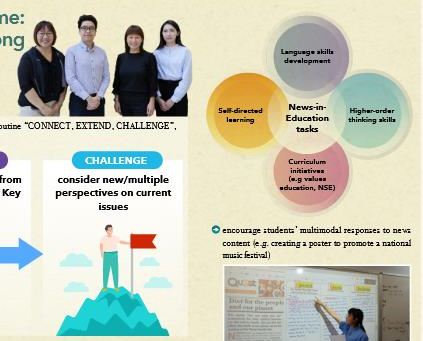 me:
ong
outine “CONNECT, EXTEND, CHALLENGE”,
from
Key
CHALLENGE
consider new/multiple
perspectives on current
issues
Language skills
development
Self-directed
learning
News-in-
Education
tasks
Higher-order
thinking skills
Curriculum
initiatives
(e.g values
education, NSE)
encourage students’ multimodal responses to news
content (e.g. creating a poster to promote a national
music festival)
Diet for the people
and our planet